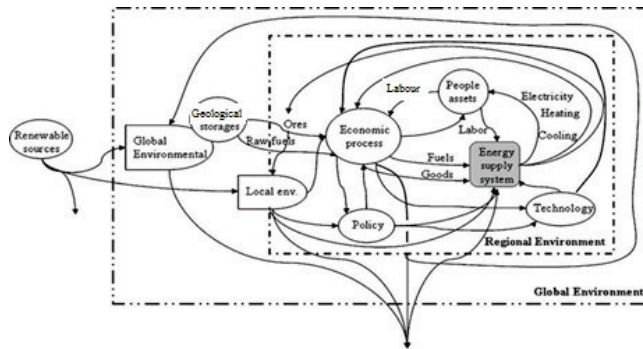 Renewable
sources
Global
Environmental
Geological
storages
Ores
Raw fuels
Local env.
Economic
process
Labour
People
assets
Labor
Electricity
Heating
Cooling
Fuels
Goods
Energy
supply
system
Policy
Technology
Regional Environment
Global Environment